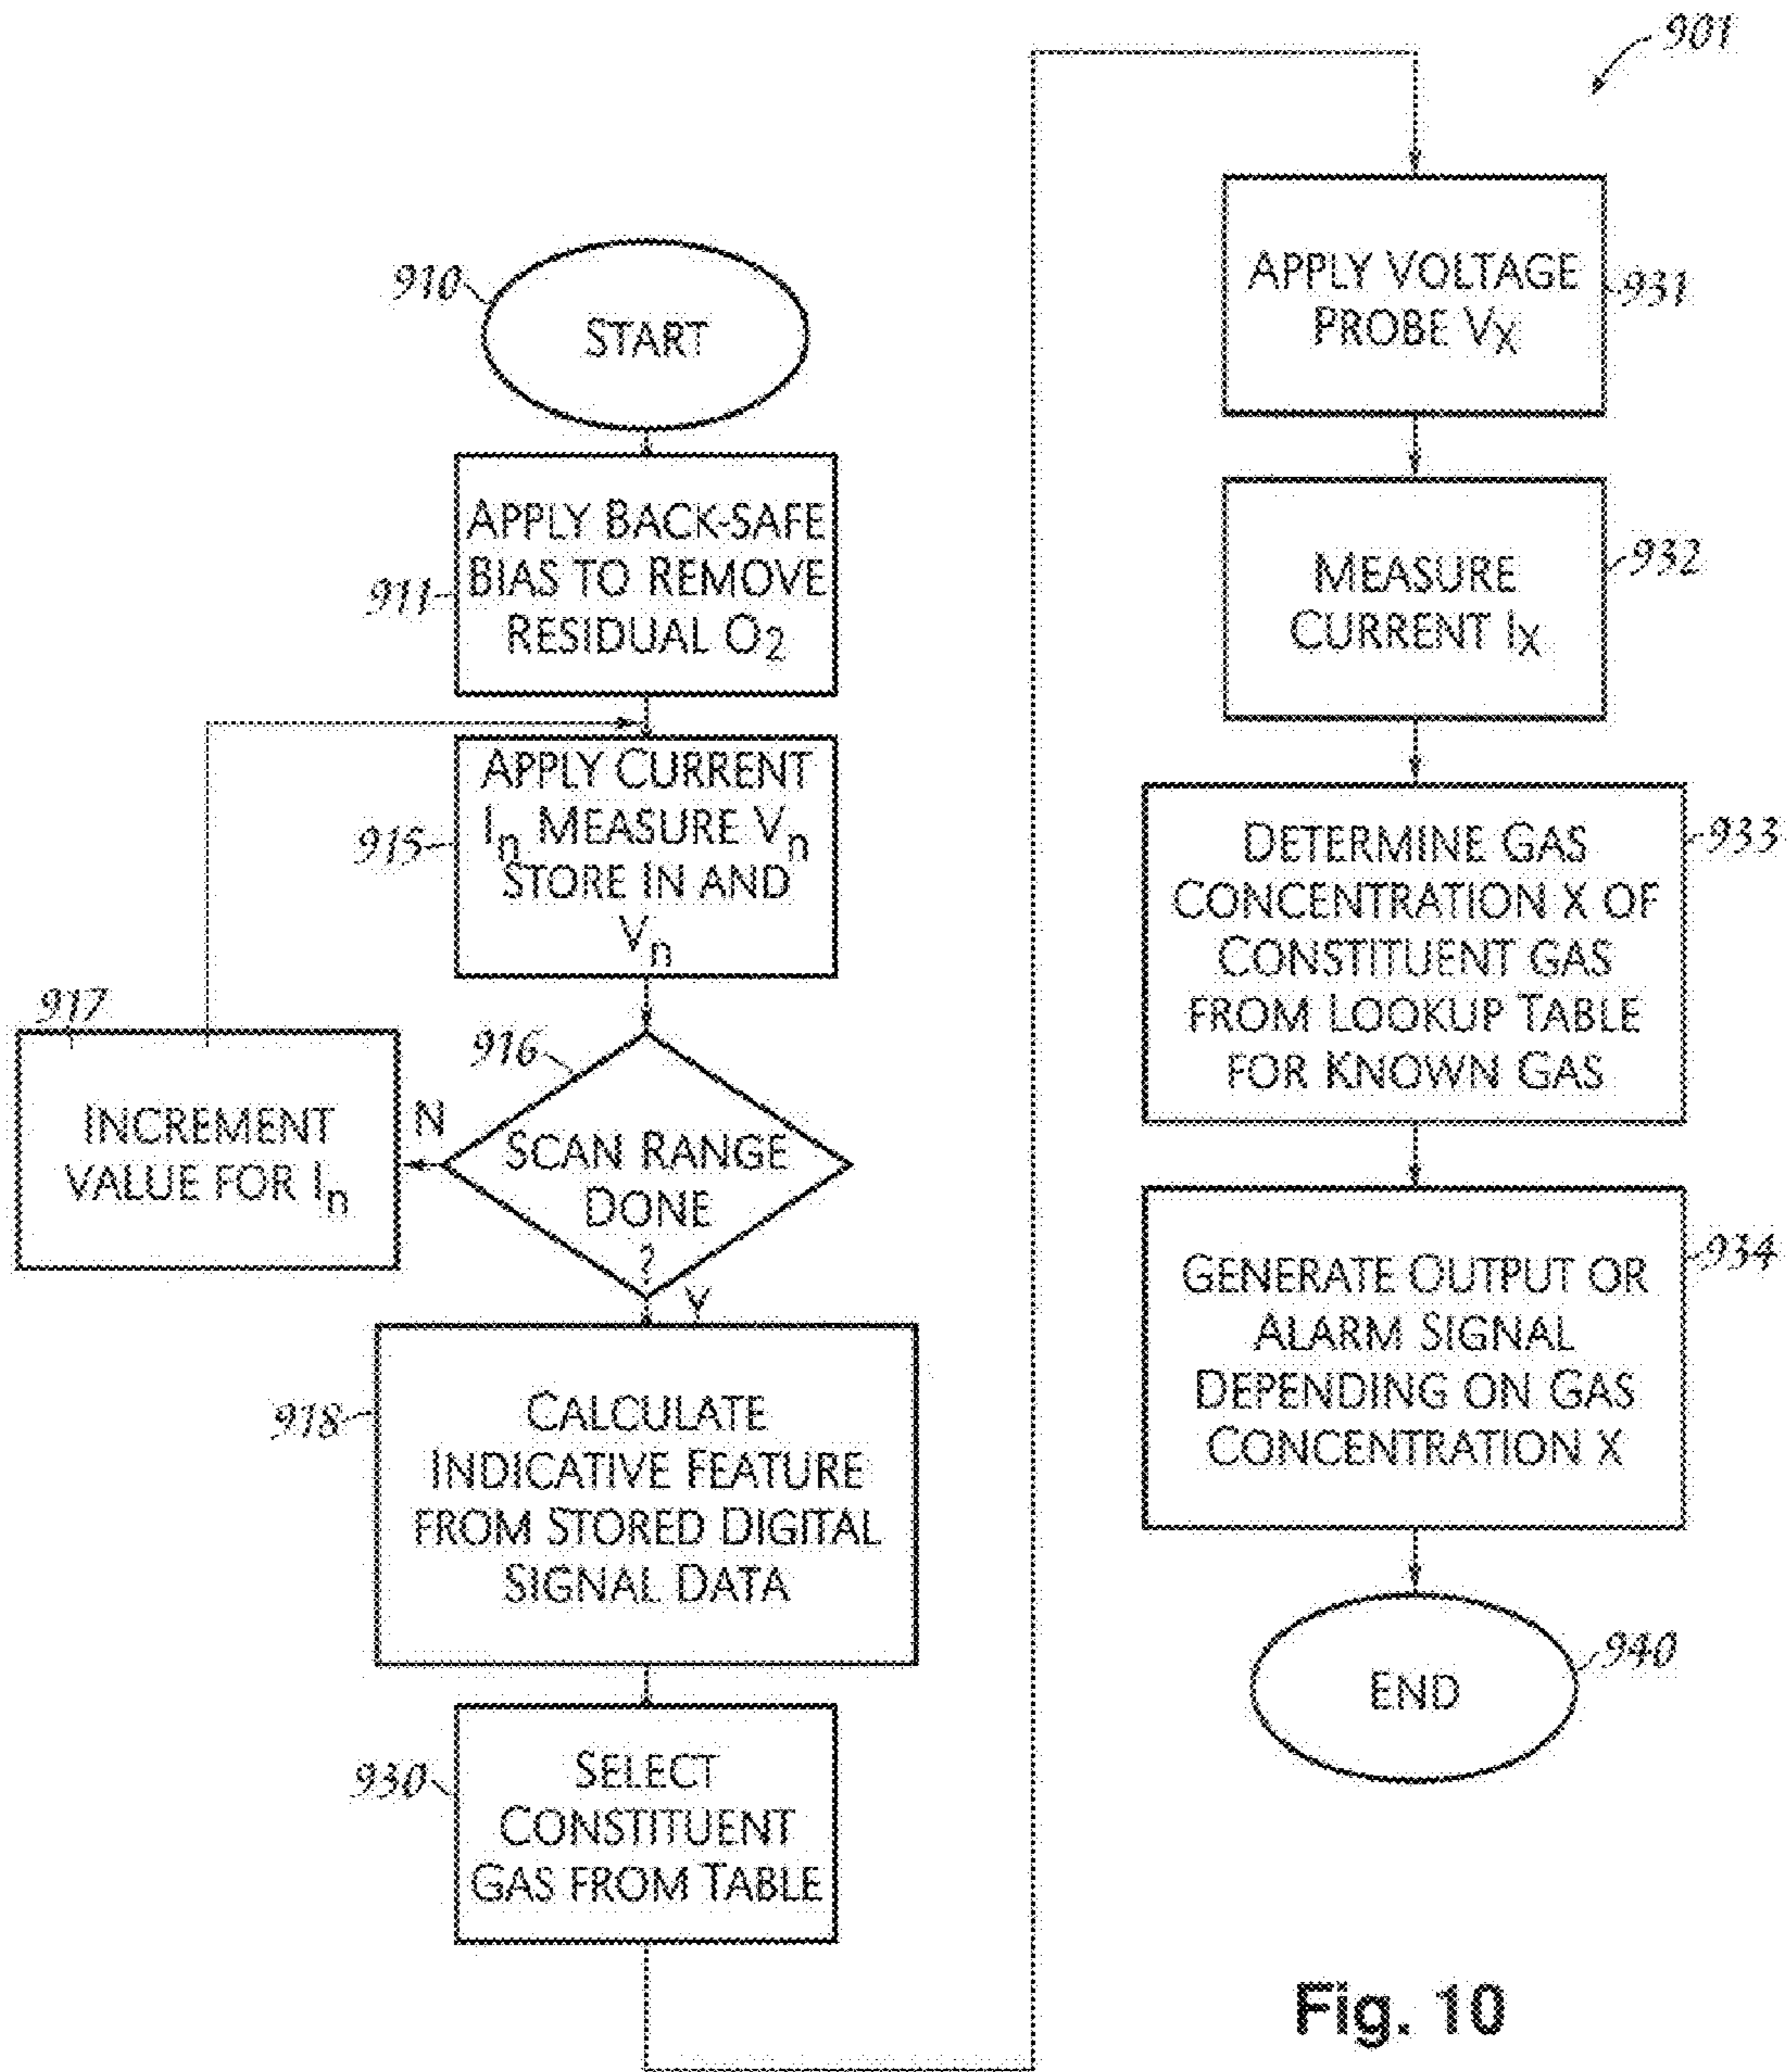 901
910
START
911
APPLY BACK-SAFE
BIAS TO REMOVE
RESIDUAL O2
915
APPLY CURRENT
In MEASURE Vn
STORE IN AND
Vn
916
SCAN RANGE
DONE
?
N
Y
917
INCREMENT
VALUE FOR In
918
CALCULATE
INDICATIVE FEATURE
FROM STORED DIGITAL
SIGNAL DATA
930
SELECT
CONSTITUENT
GAS FROM TABLE
APPLY VOLTAGE
PROBE VX
931
MEASURE
CURRENT IX
932
DETERMINE GAS
CONCENTRATION X OF
CONSTITUENT GAS
FROM LOOKUP TABLE
FOR KNOWN GAS
933
GENERATE OUTPUT OR
ALARM SIGNAL
DEPENDING ON GAS
CONCENTRATION X
934
END
940
Fig. 10